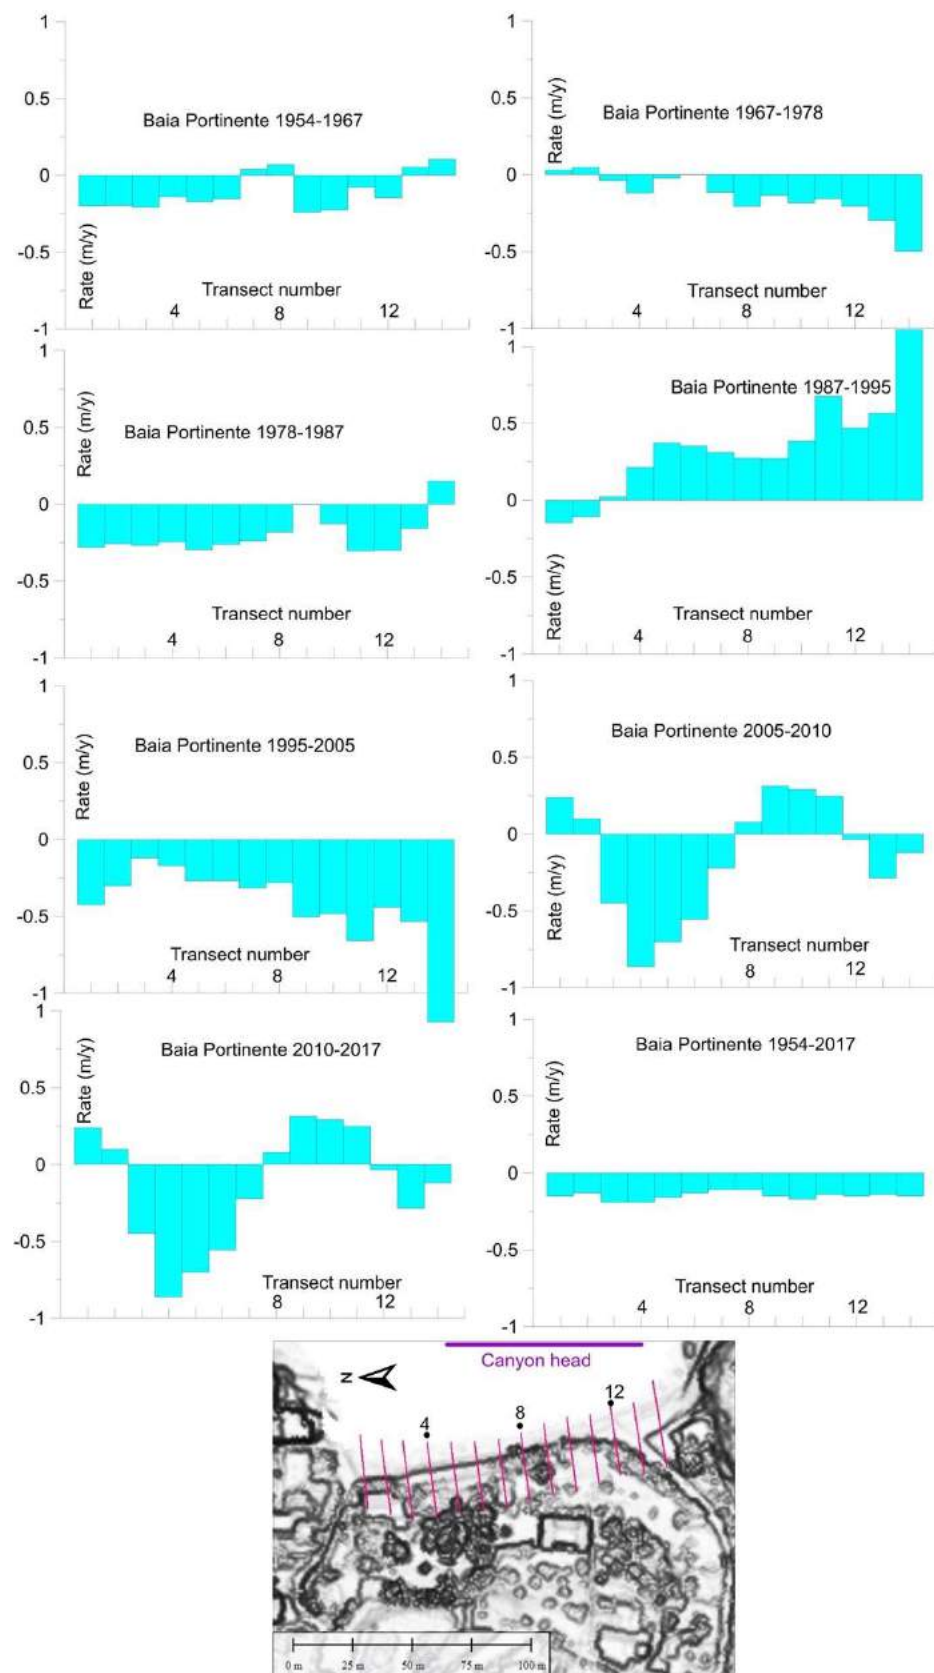 1
0.5
0
-0.5
-1
Baia Portinente 1954-1967
Rate (m/y)
Transect number
4
8
12
1
0.5
0
-0.5
-1
Rate (m/y)
Baia Portinente 1967-1978
Transect number
4
8
12
1
0.5
0
-0.5
-1
Rate (m/y)
Baia Portinente 1978-1987
Transect number
4
8
12
1
0.5
0
-0.5
-1
Baia Portinente 1987-1995
Rate (m/y)
Transect number
4
8
12
1
0.5
0
-0.5
-1
Rate (m/y)
Baia Portinente 1995-2005
Transect number
4
8
12
1
0.5
0
-0.5
-1
Baia Portinente 2005-2010
Rate (m/y)
Transect number
8
12
1
0.5
0
-0.5
-1
Rate (m/y)
Baia Portinente 2010-2017
Transect number
8
12
1
0.5
0
-0.5
-1
Baia Portinente 1954-2017
Rate (m/y)
Transect number
4
8
12
Canyon head
N
4
8
12
0 m
25 m
50 m
75 m
100 m